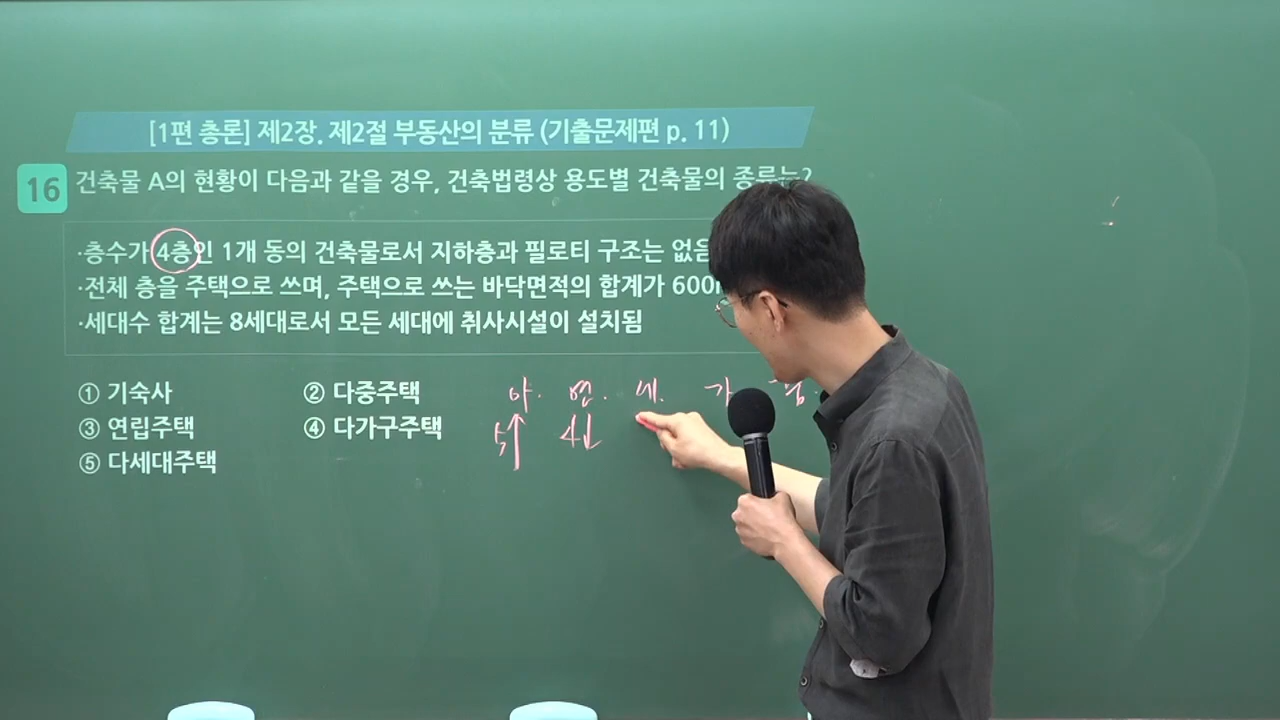 [1편 총론] 제2장. 제2절 부동산의 분류 (기출문제편 p. 11)
16 건축물 A의 현황이 다음과 같을 경우, 건축법령상 용도별 건축물의 종류는?
·층수가 4층인 1개 동의 건축물로서 지하층과 필로티 구조는 없음
·전체 층을 주택으로 쓰며, 주택으로 쓰는 바닥면적의 합계가 600
·세대수 합계는 8세대로서 모든 세대에 취사시설이 설치됨
① 기숙사 ② 다중주택
아. 연. 세. 가 중.
③ 연립주택 ④ 다가구주택
5↑ 4↓
⑤ 다세대주택